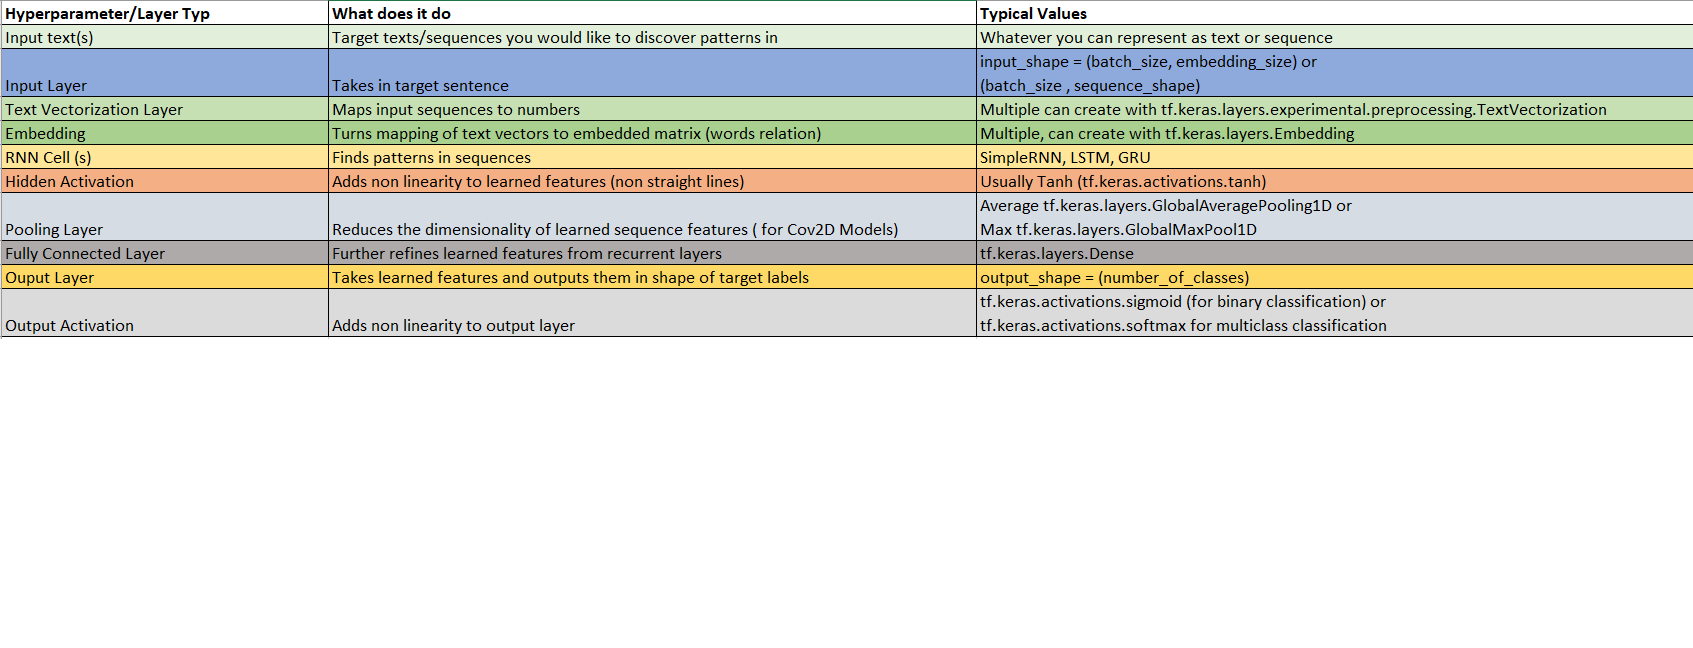 Hyperparameter/Layer Typ What does it do Typical Values
Input text(s) Target texts/sequences you would like to discover patterns in Whatever you can represent as text or sequence
input_shape = (batch_size, embedding_size) or
Input Layer Takes in target sentence (batch_size , sequence_shape)
Text Vectorization Layer Maps input sequences to numbers Multiple can create with tf.keras.layers.experimental.preprocessing.TextVectorization
Embedding Turns mapping of text vectors to embedded matrix (words relation) Multiple, can create with tf.keras.layers.Embedding
RNN Cell (s) Finds patterns in sequences SimpleRNN, LSTM, GRU
Hidden Activation Adds non linearity to learned features (non straight lines) Usually Tanh (tf.keras.activations.tanh)
Average tf.keras.layers.GlobalAveragePooling1D or
Pooling Layer Reduces the dimensionality of learned sequence features ( for Cov2D Models) Max tf.keras.layers.GlobalMaxPool1D
Fully Connected Layer Further refines learned features from recurrent layers tf.keras.layers.Dense
Ouput Layer Takes learned features and outputs them in shape of target labels output_shape = (number_of_classes)
tf.keras.activations.sigmoid (for binary classification) or
Output Activation Adds non linearity to output layer tf.keras.activations.softmax for multiclass classification